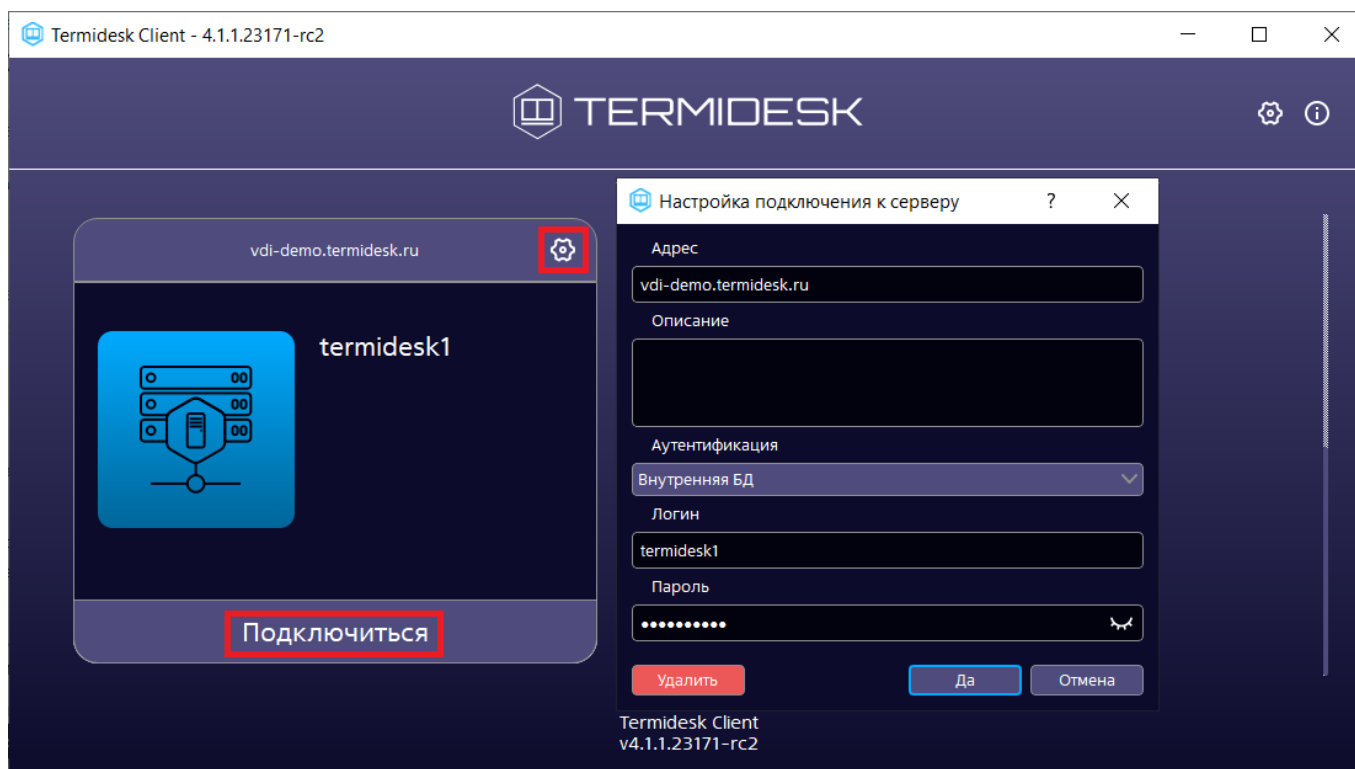 Termidesk Client - 4.1.1.23171-rc2
TERMIDESK
vdi-demo.termidesk.ru
termidesk1
Подключиться
Настройка подключения к серверу ?
Адрес
vdi-demo.termidesk.ru
Описание
Аутентификация
Внутренняя БД
Логин
termidesk1
Пароль
••••••••••
Удалить Да Отмена
Termidesk Client
v4.1.1.23171-rc2